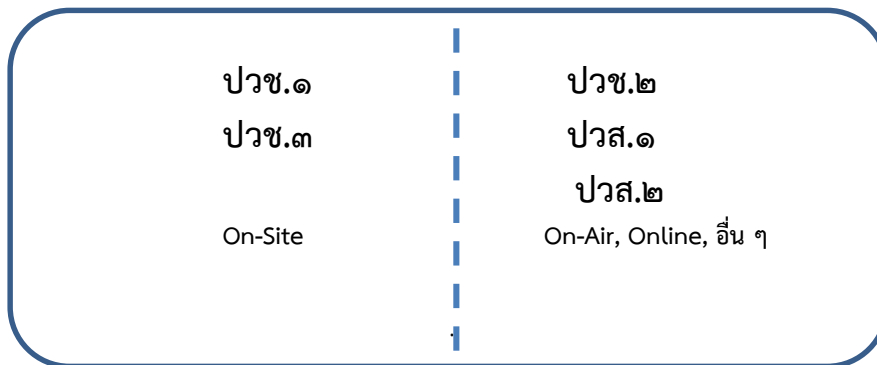 ปวช.๑
ปวช.๓
On-Site
ปวช.๒
ปวส.๑
ปวส.๒
On-Air, Online, อื่น ๆ